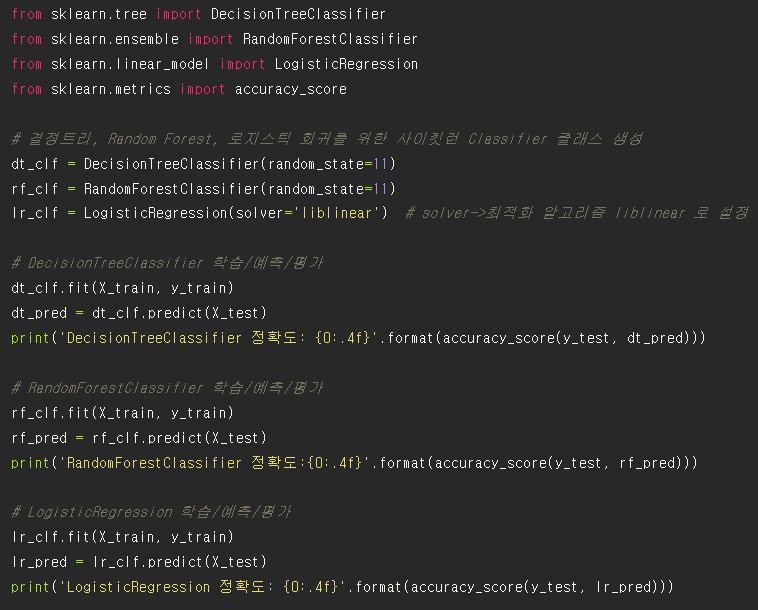 from sklearn.tree import DecisionTreeClassifier
from sklearn.ensemble import RandomForestClassifier
from sklearn.linear_model import LogisticRegression
from sklearn.metrics import accuracy_score
# 결정트리, Random Forest, 로지스틱 회귀를 위한 사이킷런 Classifier 클래스 생성
dt_clf = DecisionTreeClassifier(random_state=11)
rf_clf = RandomForestClassifier(random_state=11)
lr_clf = LogisticRegression(solver='liblinear')  # solver->최적화 알고리즘 liblinear 로 설정
# DecisionTreeClassifier 학습/예측/평가
dt_clf.fit(X_train, y_train)
dt_pred = dt_clf.predict(X_test)
print('DecisionTreeClassifier 정확도: {0:.4f}'.format(accuracy_score(y_test, dt_pred)))
# RandomForestClassifier 학습/예측/평가
rf_clf.fit(X_train, y_train)
rf_pred = rf_clf.predict(X_test)
print('RandomForestClassifier 정확도:{0:.4f}'.format(accuracy_score(y_test, rf_pred)))
# LogisticRegression 학습/예측/평가
lr_clf.fit(X_train, y_train)
lr_pred = lr_clf.predict(X_test)
print('LogisticRegression 정확도: {0:.4f}'.format(accuracy_score(y_test, lr_pred)))